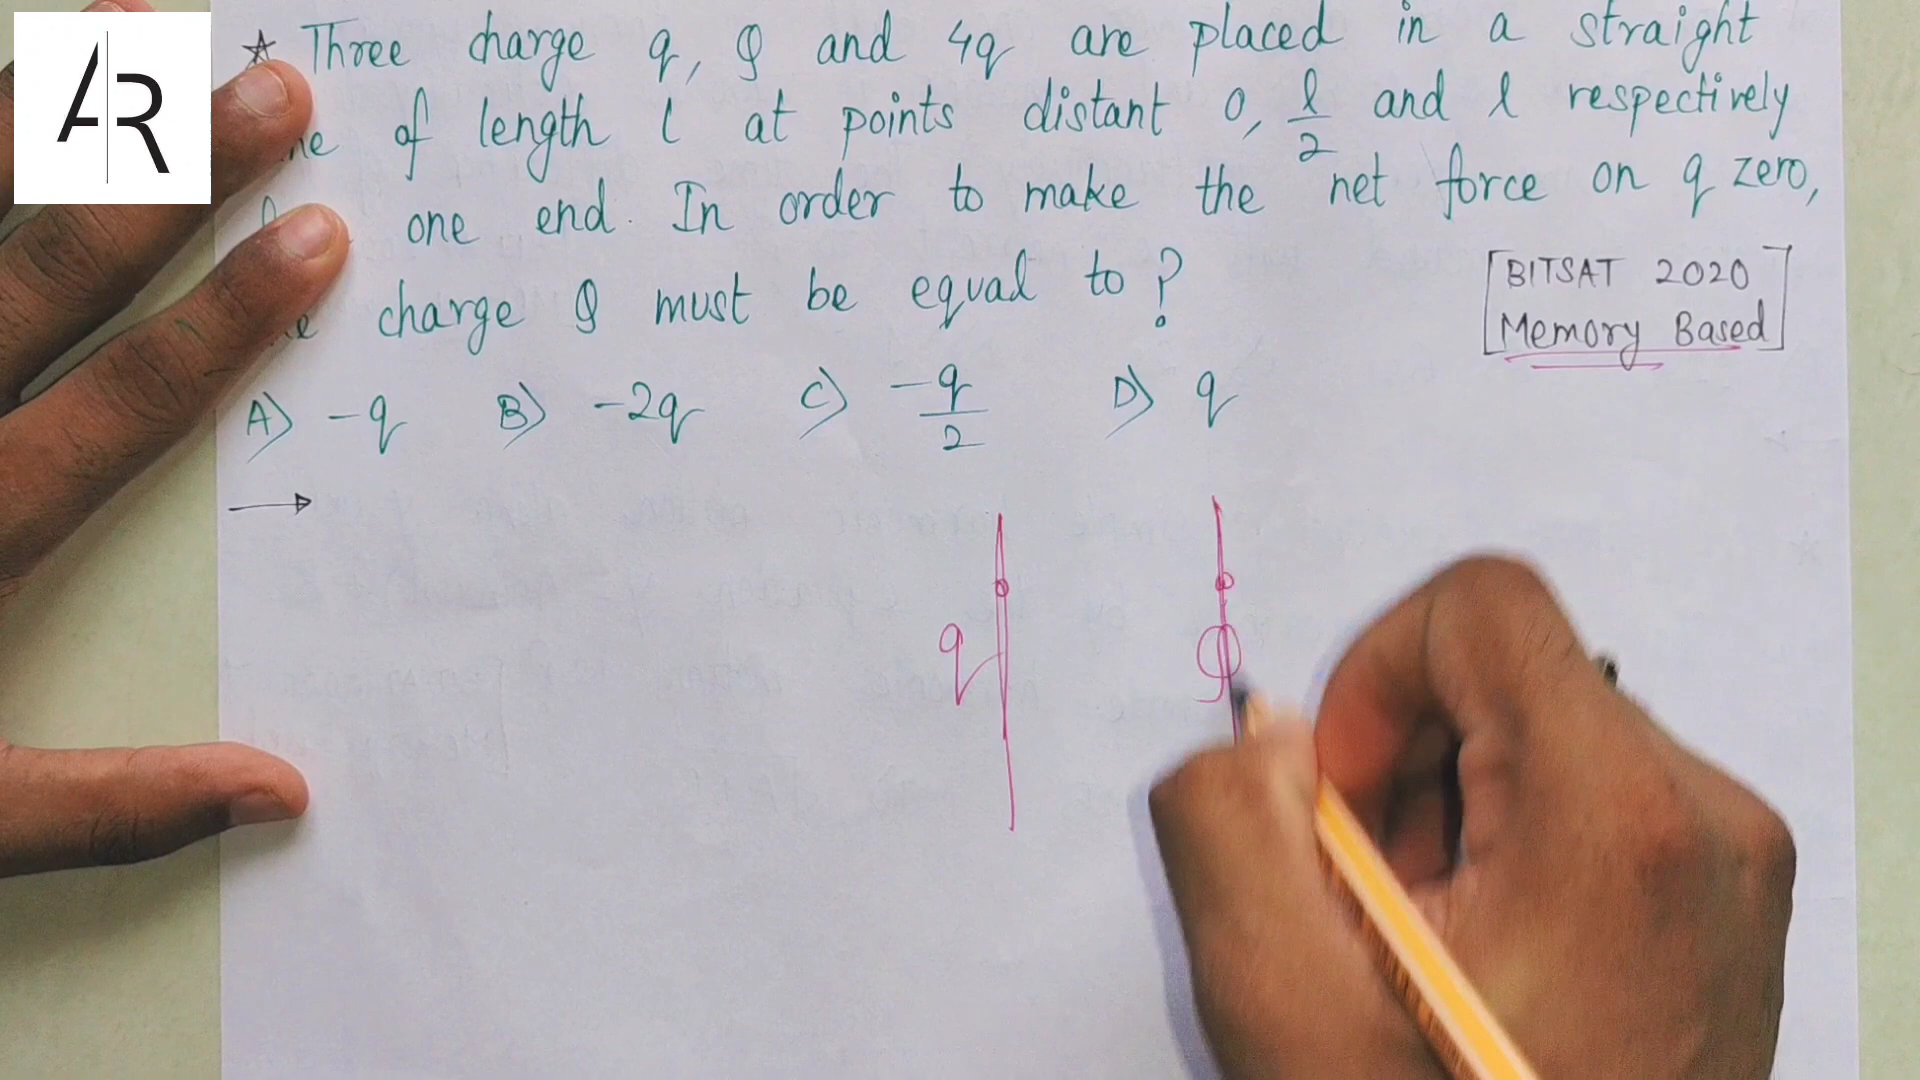 AR
☆ Three charge q, Q and 4q are placed in a straight
of length l at points distant 0, l/2 and l respectively
one end. In order to make the net force on q zero,
charge Q must be equal to?
[BITSAT 2020
Memory Based]
A) -q B) -2q C) -q/2 D) q
→
q Q